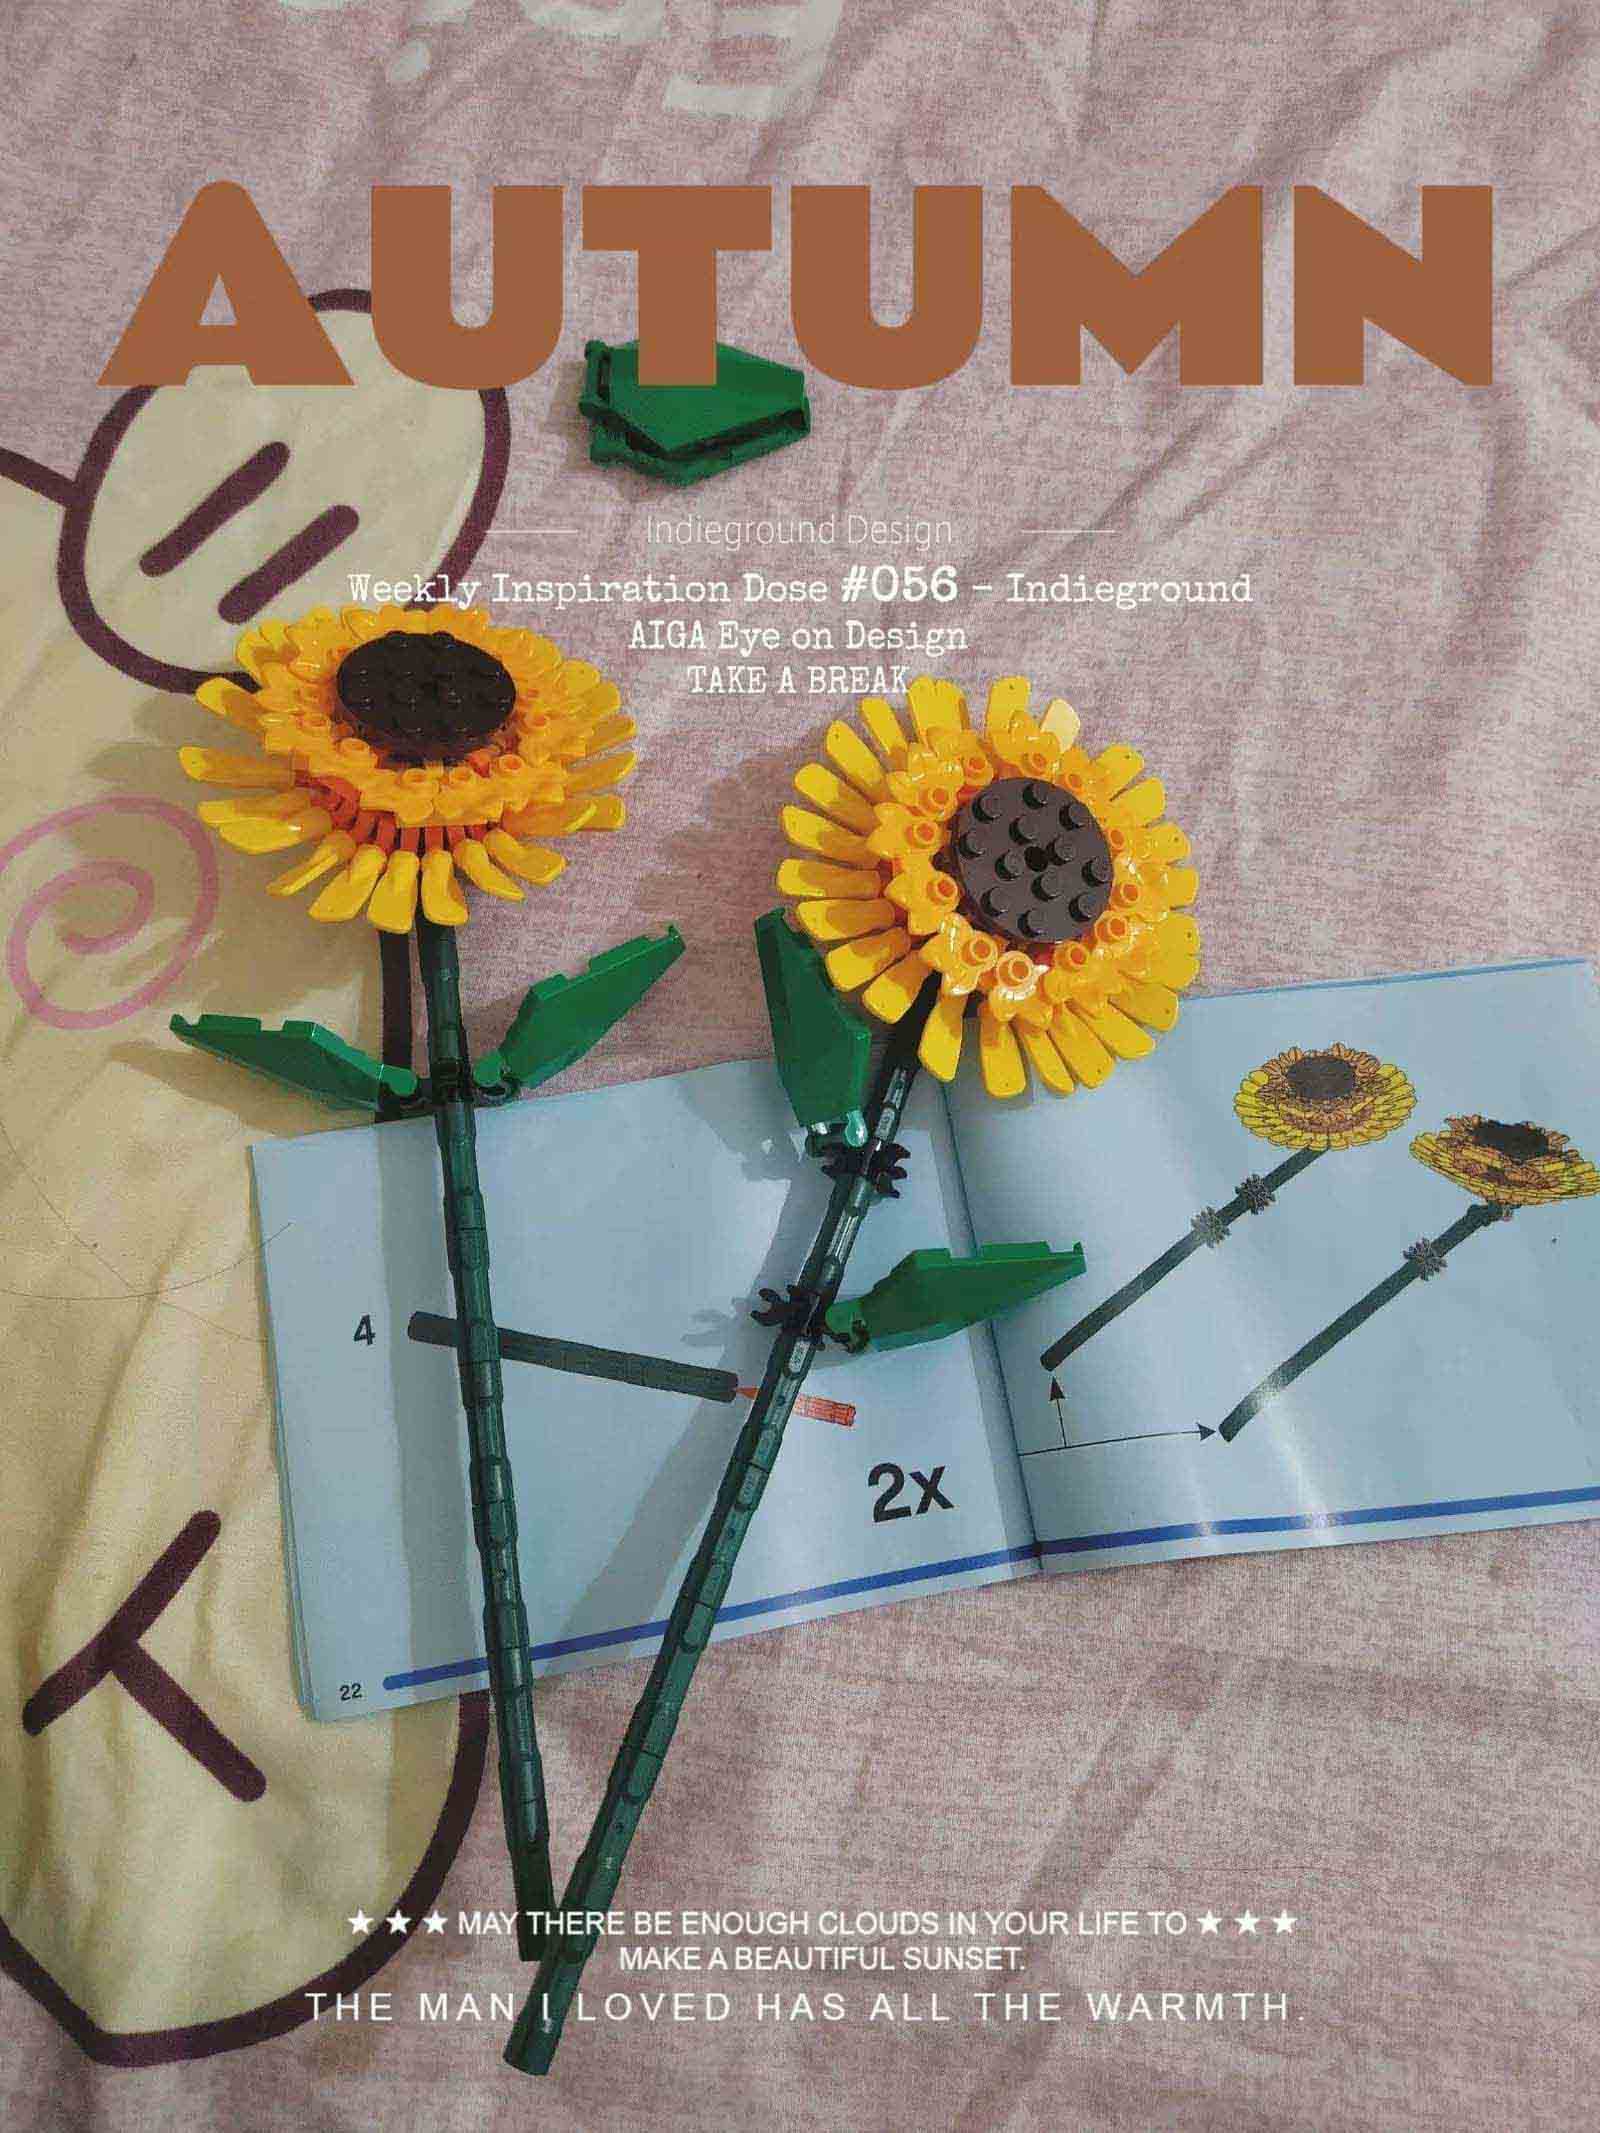 AUTUMN
Indieground Design
Weekly Inspiration Dose #056 – Indieground
AIGA Eye on Design
TAKE A BREAK
4
2x
22
★ ★ ★ MAY THERE BE ENOUGH CLOUDS IN YOUR LIFE TO ★ ★ ★
MAKE A BEAUTIFUL SUNSET.
THE MAN I LOVED HAS ALL THE WARMTH.